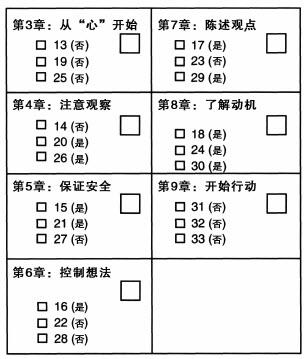 第3章：从“心”开始
□ 13 (否)
□ 19 (否)
□ 25 (否)
第7章：陈述观点
□ 17 (是)
□ 23 (否)
□ 29 (是)
第4章：注意观察
□ 14 (否)
□ 20 (是)
□ 26 (是)
第8章：了解动机
□ 18 (是)
□ 24 (是)
□ 30 (是)
第5章：保证安全
□ 15 (是)
□ 21 (是)
□ 27 (否)
第9章：开始行动
□ 31 (否)
□ 32 (否)
□ 33 (否)
第6章：控制想法
□ 16 (是)
□ 22 (否)
□ 28 (否)